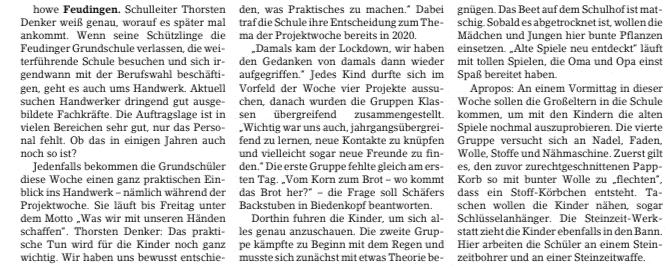 howe Feudingen. Schulleiter Thorsten
Denker weiß genau, worauf es später mal
ankommt. Wenn seine Schützlinge die
Feudinger Grundschule verlassen, die wei-
terführende Schule besuchen und sich ir-
gendwann mit der Berufswahl beschäfti-
gen, geht es auch ums Handwerk. Aktuell
suchen Handwerker dringend gut ausge-
bildete Fachkräfte. Die Auftragslage ist in
vielen Bereichen sehr gut, nur das Perso-
nal fehlt. Ob das in einigen Jahren auch
noch so ist?
Jedenfalls bekommen die Grundschüler
diese Woche einen ganz praktischen Ein-
blick ins Handwerk – nämlich während der
Projektwoche. Sie läuft bis Freitag unter
dem Motto „Was wir mit unseren Händen
schaffen“. Thorsten Denker: Das prakti-
sche Tun wird für die Kinder noch ganz
wichtig. Wir haben uns bewusst entschie-
den, was Praktisches zu machen.“ Dabei
traf die Schule ihre Entscheidung zum The-
ma der Projektwoche bereits in 2020.
„Damals kam der Lockdown, wir haben
den Gedanken von damals dann wieder
aufgegriffen.“ Jedes Kind durfte sich im
Vorfeld der Woche vier Projekte aussu-
chen, danach wurden die Gruppen Klas-
sen übergreifend zusammengestellt.
„Wichtig war uns auch, jahrgangsübergrei-
fend zu lernen, neue Kontakte zu knüpfen
und vielleicht sogar neue Freunde zu fin-
den.“ Die erste Gruppe fehlte gleich am ers-
ten Tag. „Vom Korn zum Brot – wo kommt
das Brot her?“ – die Frage soll Schäfers
Backstuben in Biedenkopf beantworten.
Dorthin fuhren die Kinder, um sich al-
les genau anzuschauen. Die zweite Grup-
pe kämpfte zu Beginn mit dem Regen und
musste sich zunächst mit etwas Theorie be-
gnügen. Das Beet auf dem Schulhof ist mat-
schig. Sobald es abgetrocknet ist, wollen die
Mädchen und Jungen hier bunte Pflanzen
einsetzen. „Alte Spiele neu entdeckt“ läuft
mit tollen Spielen, die Oma und Opa einst
Spaß bereitet haben.
Apropos: An einem Vormittag in dieser
Woche sollen die Großeltern in die Schule
kommen, um mit den Kindern die alten
Spiele nochmal auszuprobieren. Die vierte
Gruppe versucht sich an Nadel, Faden,
Wolle, Stoffe und Nähmaschine. Zuerst gilt
es, den zuvor zurechtgeschnittenen Papp-
Korb so mit bunter Wolle zu „flechten“,
dass ein Stoff-Körbchen entsteht. Ta-
schen wollen die Kinder nähen, sogar
Schlüsselanhänger. Die Steinzeit-Werk-
statt zieht die Kinder ebenfalls in den Bann.
Hier arbeiten die Schüler an einem Stein-
zeitbohrer und an einer Steinzeitwaffe.